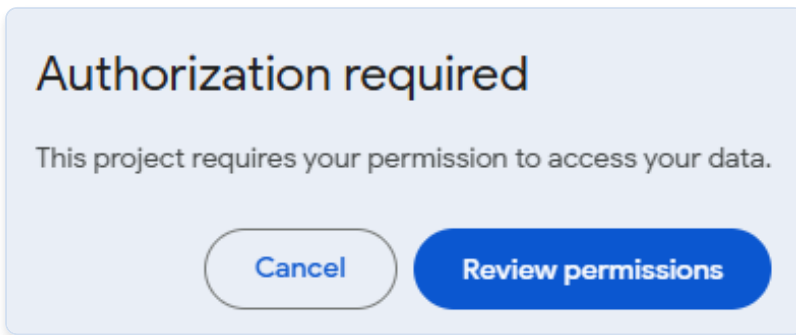 Authorization required
This project requires your permission to access your data.
Cancel Review permissions